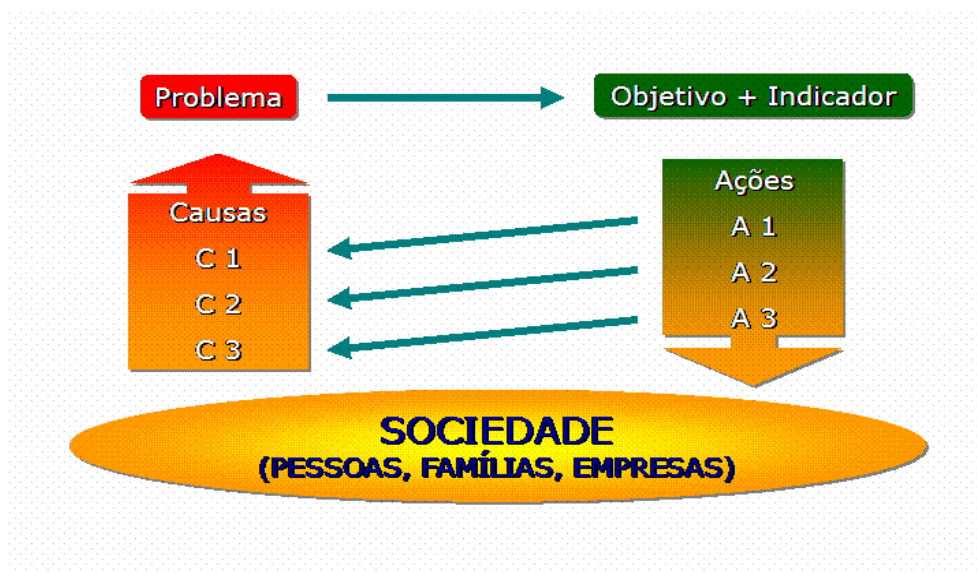 Problema
Objetivo + Indicador
Causas
C 1
C 2
C 3
Ações
A 1
A 2
A 3
SOCIEDADE
(PESSOAS, FAMÍLIAS, EMPRESAS)